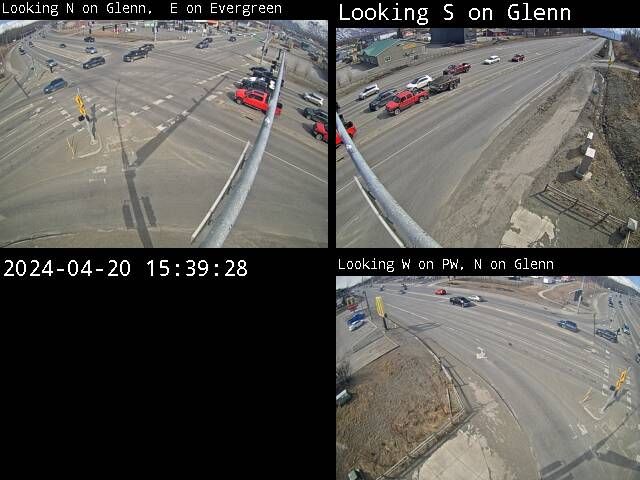 Looking N on Glenn, E on Evergreen
Looking S on Glenn
2024-04-20 15:39:28
Looking W on PW, N on Glenn